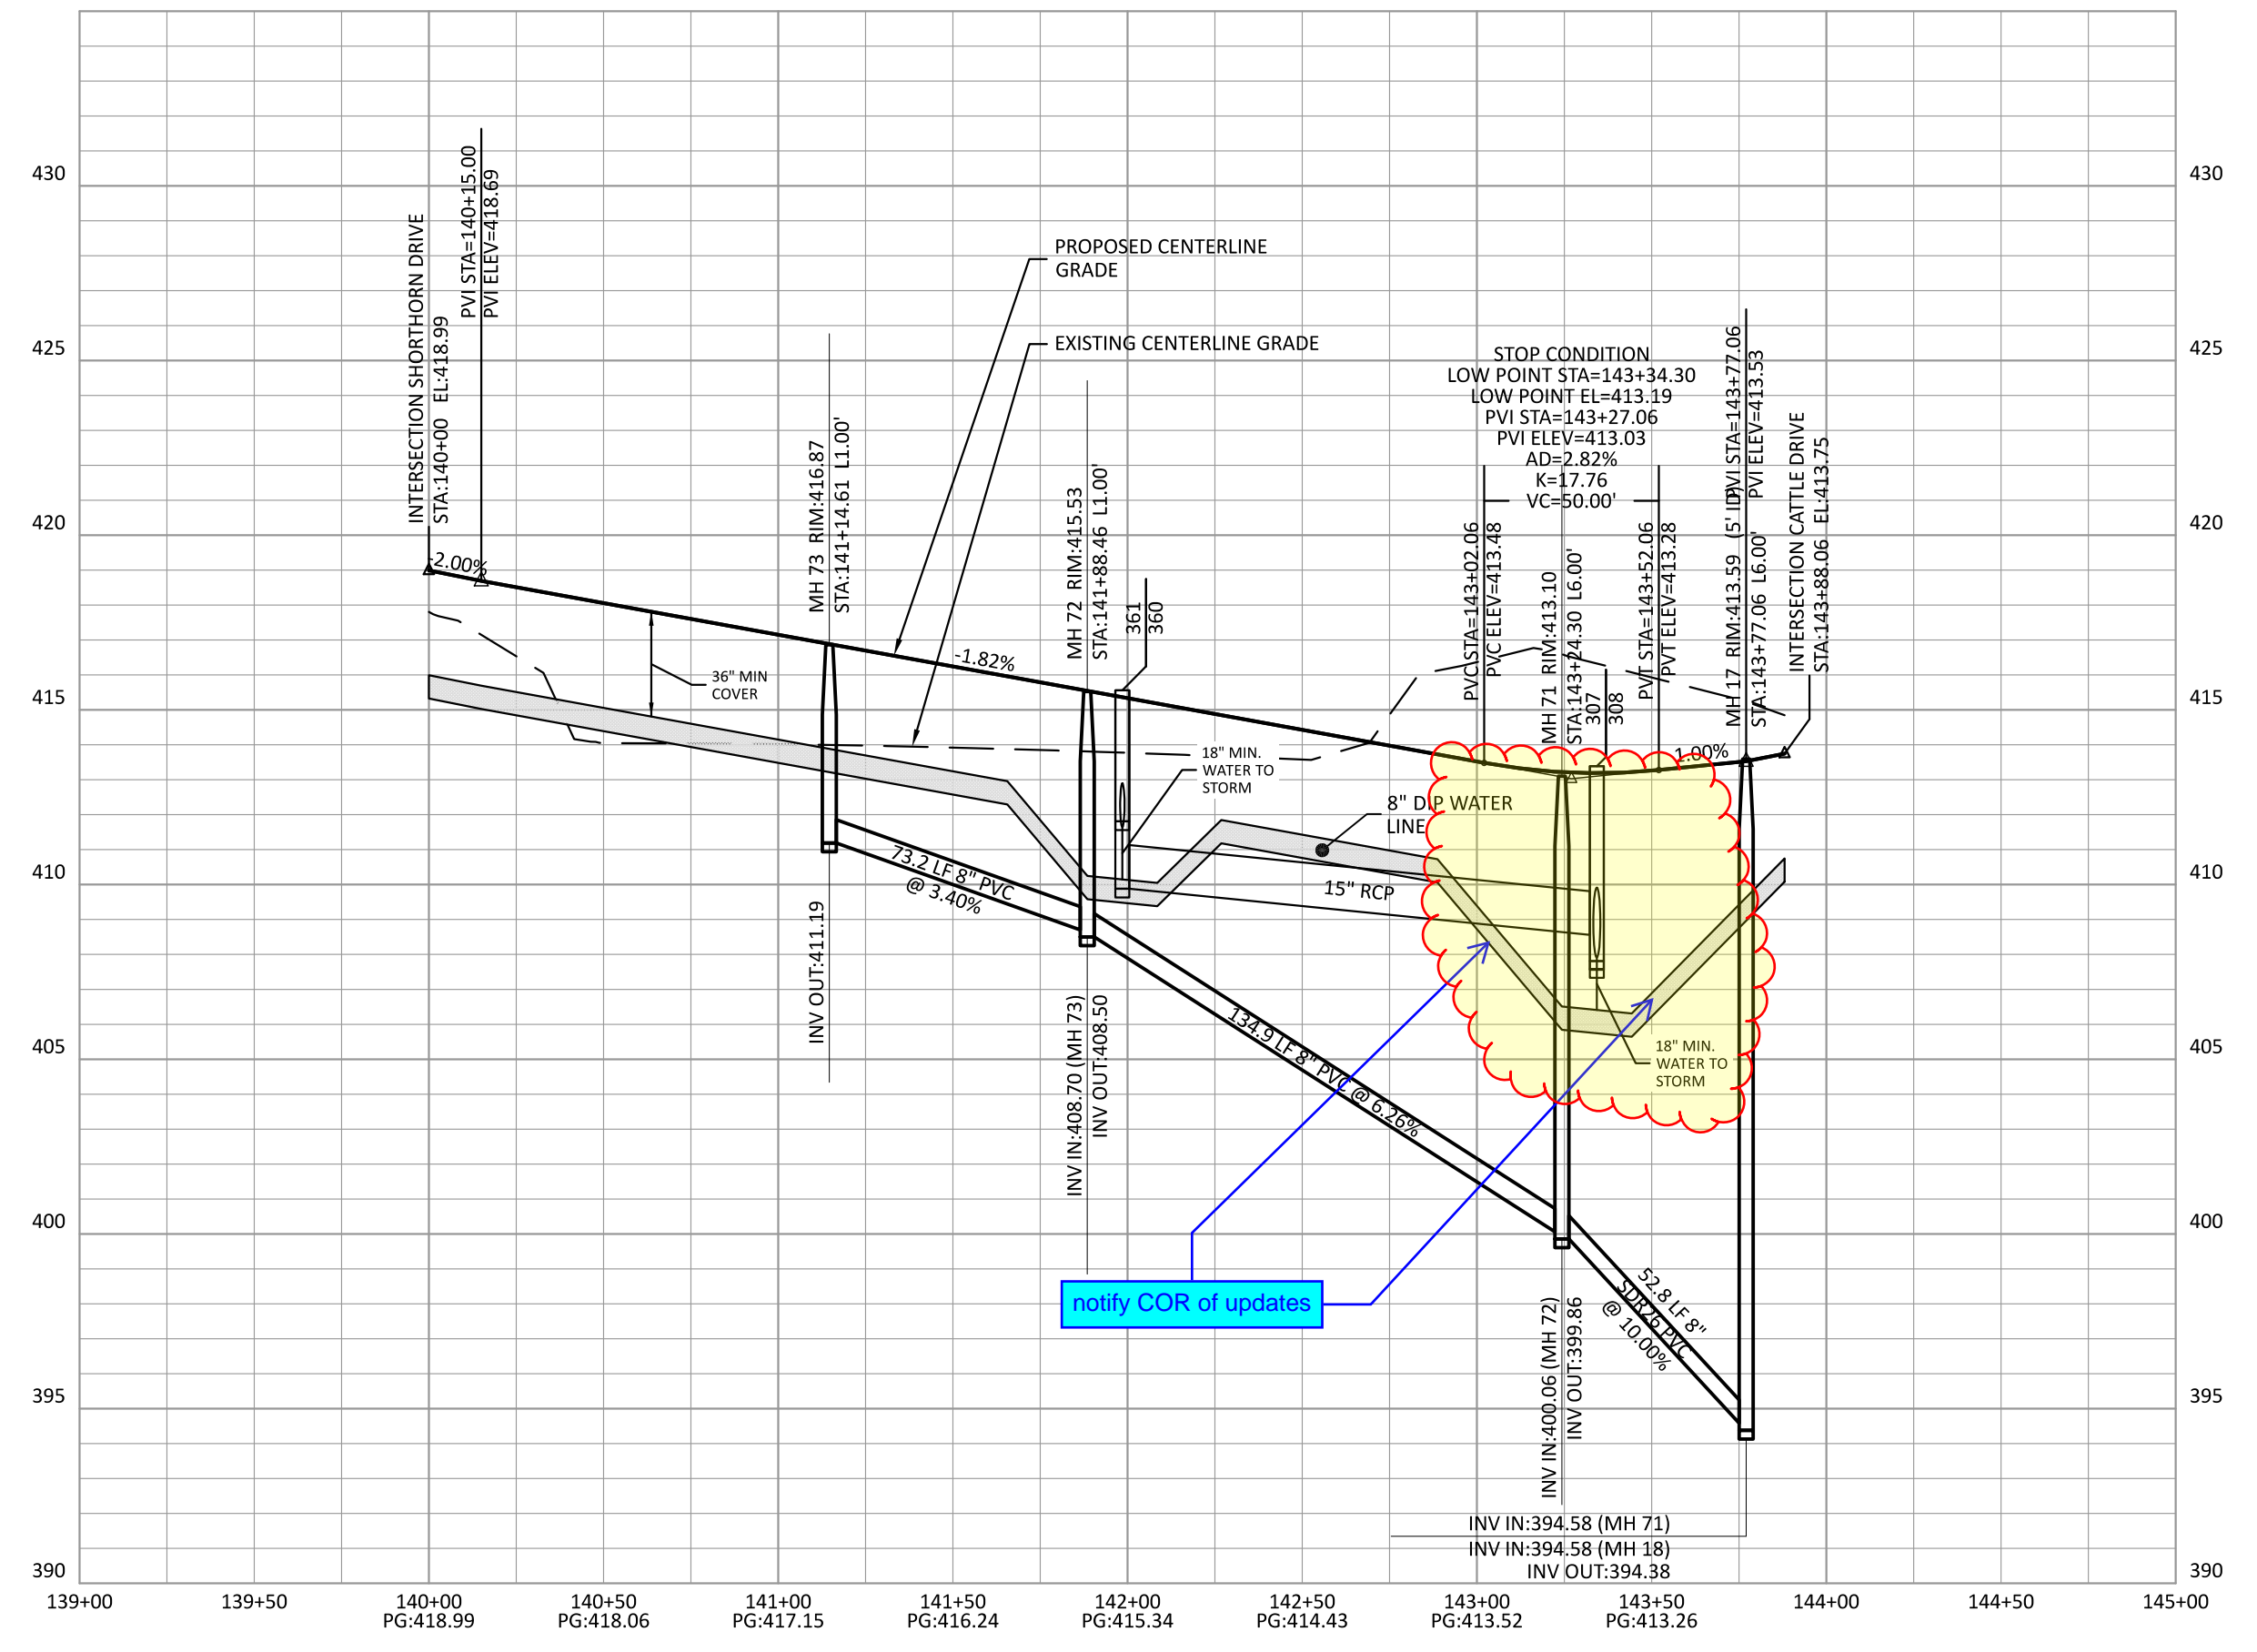 430
425
420
415
410
405
400
395
390
430
425
420
415
410
405
400
395
390
INTERSECTION SHORTHORN DRIVE
STA:140+00 EL:418.99
PVI STA=140+15.00
PVI ELEV=418.69
-2.00%
PROPOSED CENTERLINE
GRADE
EXISTING CENTERLINE GRADE
36" MIN
COVER
MH 73 RIM:416.87
STA:141+14.61 L1.00'
-1.82%
MH 72 RIM:415.53
STA:141+88.46 L1.00'
361
360
18" MIN.
WATER TO
STORM
STOP CONDITION
LOW POINT STA=143+34.30
LOW POINT EL=413.19
PVI STA=143+27.06
PVI ELEV=413.03
AD=2.82%
K=17.76
VC=50.00'
PVC STA=143+02.06
PVC ELEV=413.48
MH 71 RIM:413.10
STA:143+24.30 L6.00'
307
308
PVT STA=143+52.06
PVT ELEV=413.28
1.00%
MH 17 RIM:413.59 (5' ID)
STA:143+77.06 L6.00'
PVI STA=143+77.06
PVI ELEV=413.53
INTERSECTION CATTLE DRIVE
STA:143+88.06 EL:413.75
8" DIP WATER
LINE
15" RCP
73.2 LF 8" PVC
@ 3.40%
INV OUT:411.19
INV IN:408.70 (MH 73)
INV OUT:408.50
134.9 LF 8" PVC @ 6.26%
18" MIN.
WATER TO
STORM
notify COR of updates
52.8 LF 8"
SDR26 PVC
@ 10.00%
INV IN:400.06 (MH 72)
INV OUT:399.86
INV IN:394.58 (MH 71)
INV IN:394.58 (MH 18)
INV OUT:394.38
139+00
139+50
140+00
PG:418.99
140+50
PG:418.06
141+00
PG:417.15
141+50
PG:416.24
142+00
PG:415.34
142+50
PG:414.43
143+00
PG:413.52
143+50
PG:413.26
144+00
144+50
145+00